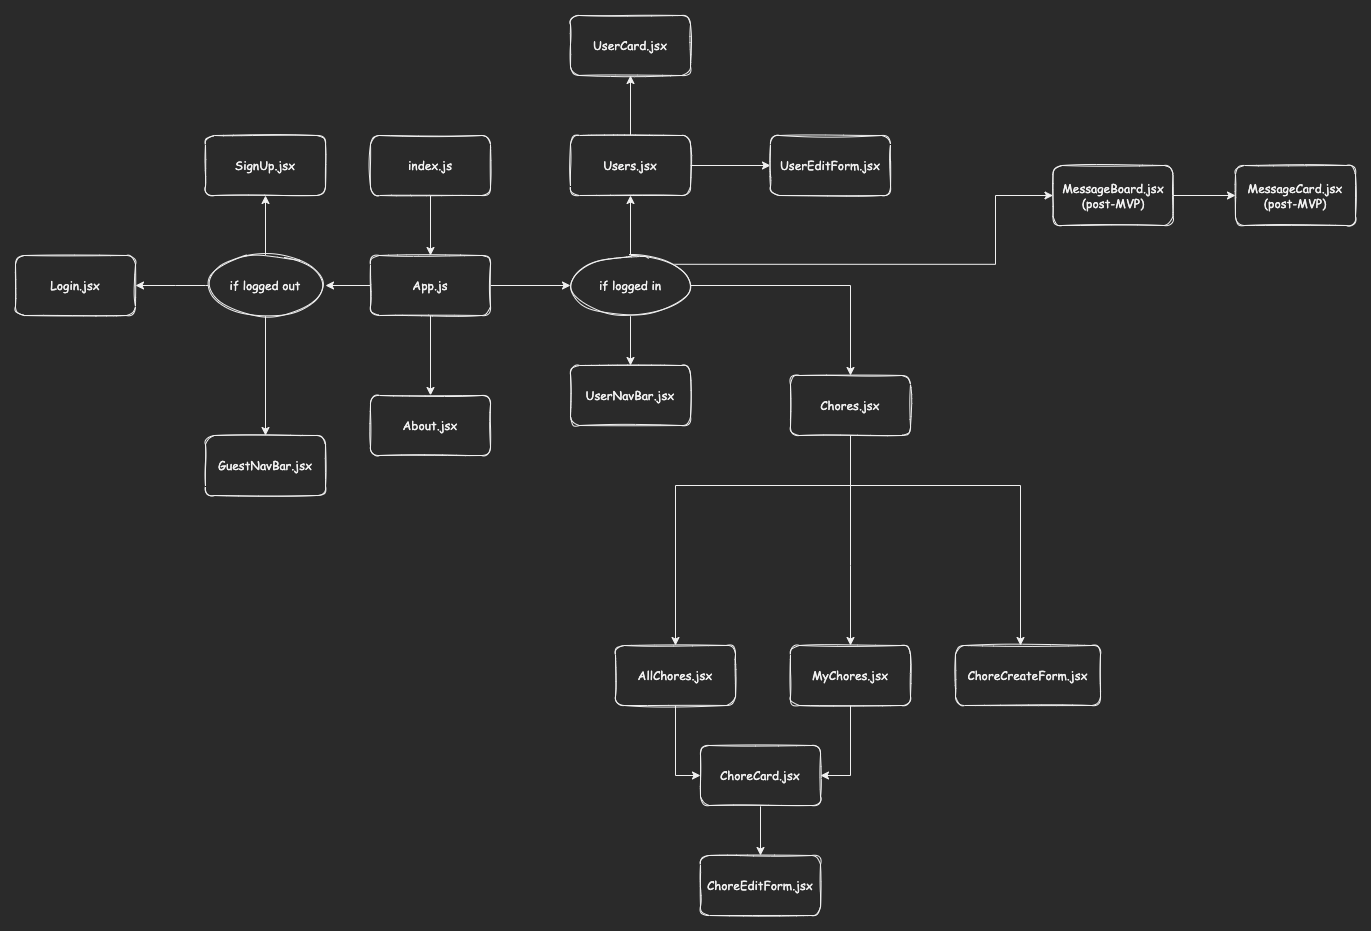 UserCard.jsx
SignUp.jsx
index.js
Users.jsx
UserEditForm.jsx
MessageBoard.jsx
(post-MVP)
MessageCard.jsx
(post-MVP)
Login.jsx
if logged out
App.js
if logged in
UserNavBar.jsx
Chores.jsx
About.jsx
GuestNavBar.jsx
AllChores.jsx
MyChores.jsx
ChoreCreateForm.jsx
ChoreCard.jsx
ChoreEditForm.jsx